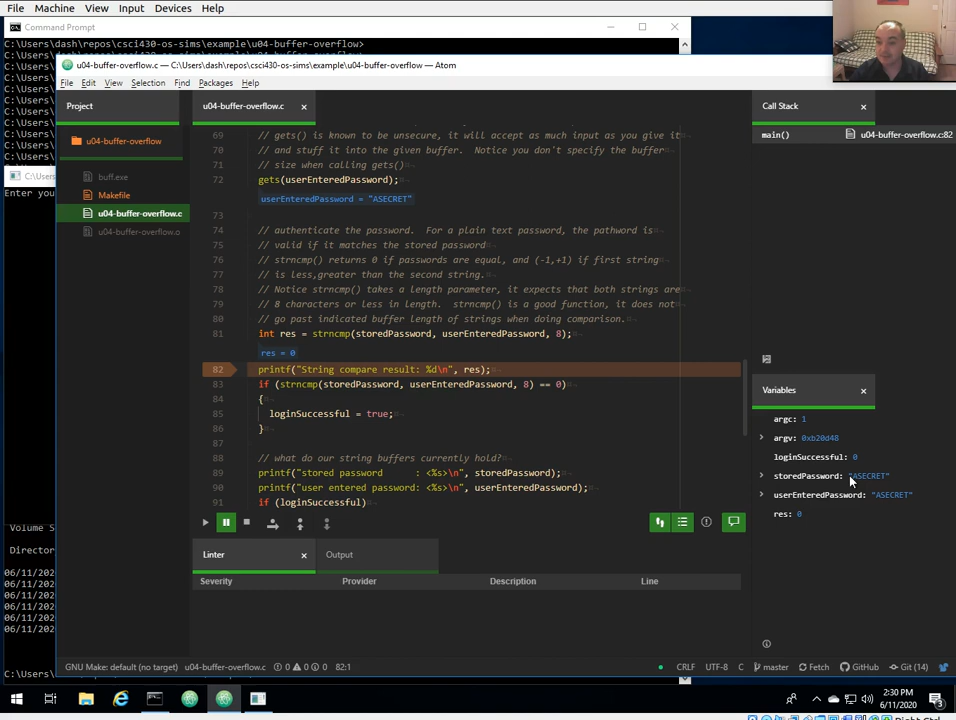 File Machine View Input Devices Help
Command Prompt
C:\Users\dash\repos\csci430-os-sims\example\u04-buffer-overflow>
u04-buffer-overflow.c — C:\Users\dash\repos\csci430-os-sims\example\u04-buffer-overflow — Atom
File Edit View Selection Find Packages Help
Project
u04-buffer-overflow
buff.exe
Makefile
u04-buffer-overflow.c
u04-buffer-overflow.o
Enter you
u04-buffer-overflow.c
69 // gets() is known to be unsecure, it will accept as much input as you give it
70 // and stuff it into the given buffer. Notice you don't specify the buffer
71 // size when calling gets()
72 gets(userEnteredPassword);
userEnteredPassword = "ASECRET"
73
74 // authenticate the password. For a plain text password, the pathword is
75 // valid if it matches the stored password
76 // strncmp() returns 0 if passwords are equal, and (-1,+1) if first string
77 // is less,greater than the second string.
78 // Notice strncmp() takes a length parameter, it expects that both strings are
79 // 8 characters or less in length. strncmp() is a good function, it does not
80 // go past indicated buffer length of strings when doing comparison.
81 int res = strncmp(storedPassword, userEnteredPassword, 8);
res = 0
82 printf("String compare result: %d\n", res);
83 if (strncmp(storedPassword, userEnteredPassword, 8) == 0)
84 {
85 loginSuccessful = true;
86 }
87
88 // what do our string buffers currently hold?
89 printf("stored password : <%s>\n", storedPassword);
90 printf("user entered password: <%s>\n", userEnteredPassword);
91 if (loginSuccessful)
Call Stack
main() u04-buffer-overflow.c:82
Variables
argc: 1
argv: 0xb20d48
loginSuccessful: 0
storedPassword: "ASECRET"
userEnteredPassword: "ASECRET"
res: 0
Linter Output
Severity Provider Description Line
Volume S
Director
06/11/202
06/11/202
06/11/202
06/11/202
06/11/202
C:\Users\
GNU Make: default (no target) u04-buffer-overflow.c 0 0 0 82:1 CRLF UTF-8 C master Fetch GitHub Git (14)
2:30 PM
6/11/2020
3
Right Ctrl